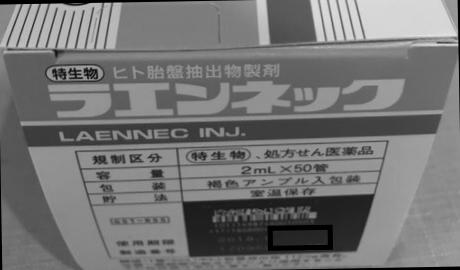 特生物 ヒト胎盤抽出物製剤
ラエンネック
LAENNEC INJ.
規制区分 特生物、処方せん医薬品
容量 2mL×50管
包装 褐色アンプル入包装
貯法 室温保存
使用期限
製造番号